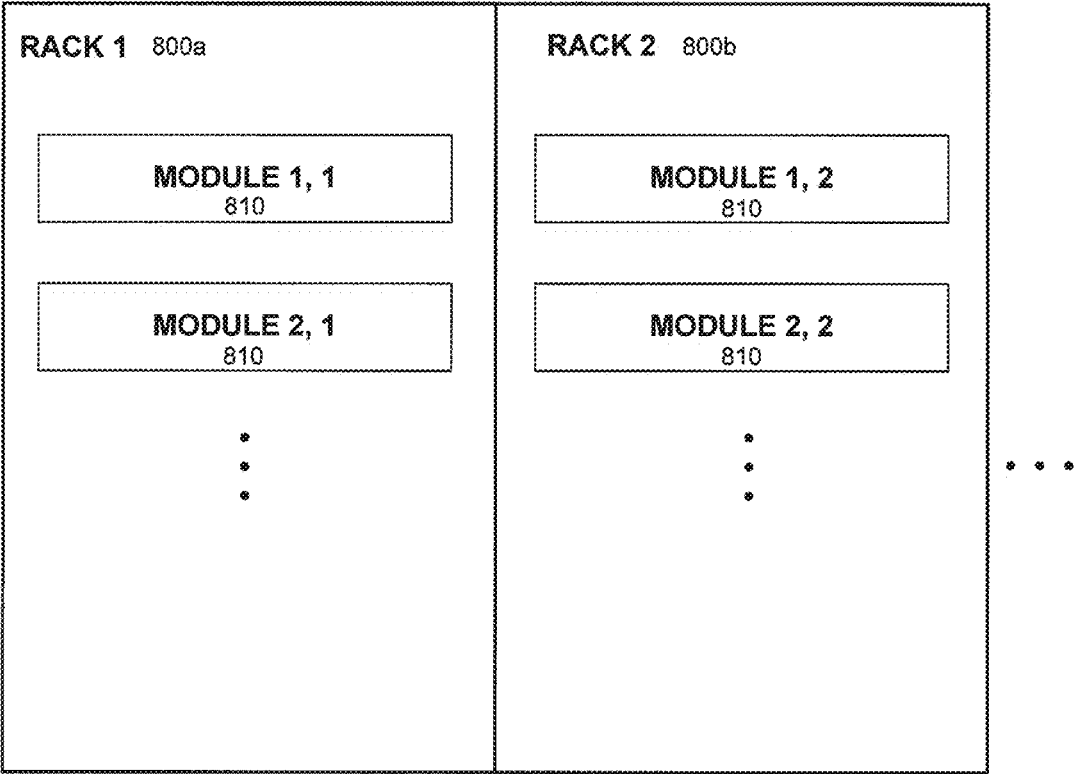 RACK 1 800a
MODULE 1, 1
810
MODULE 2, 1
810
RACK 2 800b
MODULE 1, 2
810
MODULE 2, 2
810